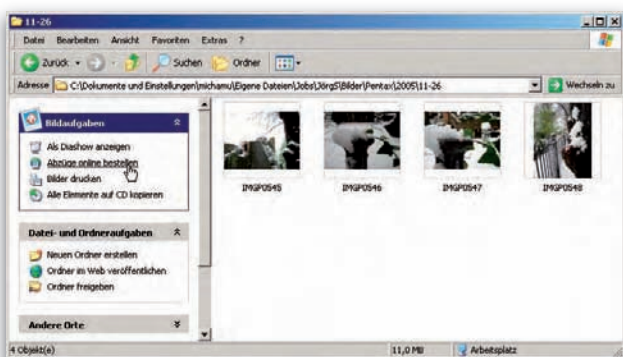 11-26
Datei Bearbeiten Ansicht Favoriten Extras ?
Zurück Suchen Ordner
Adresse C:\Dokumente und Einstellungen\michamu\Eigene Dateien\Jobs\JörgS\Bilder\Pentax\2005\11-26 Wechseln zu
Bildaufgaben
Als Diashow anzeigen
Abzüge online bestellen
Bilder drucken
Alle Elemente auf CD kopieren
Datei- und Ordneraufgaben
Neuen Ordner erstellen
Ordner im Web veröffentlichen
Ordner freigeben
Andere Orte
IMGP0545 IMGP0546 IMGP0547 IMGP0548
4 Objekt(e) 11,0 MB Arbeitsplatz